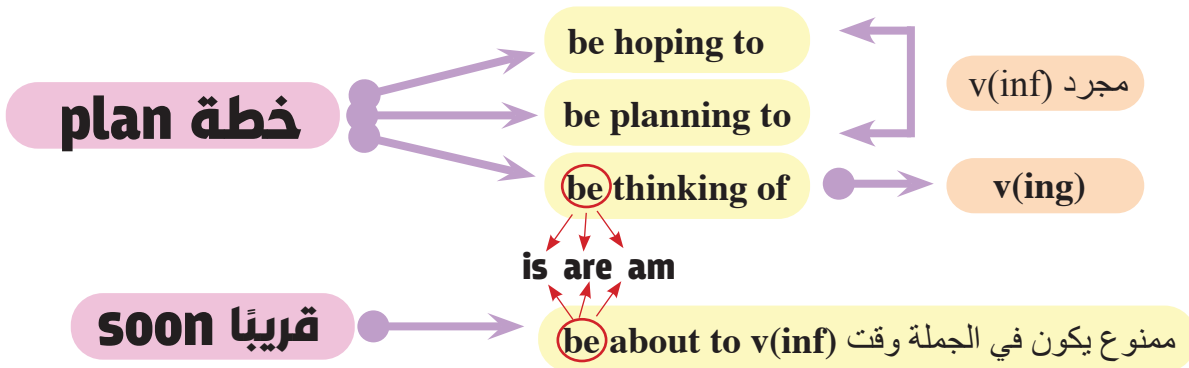 be hoping to
مجرد v(inf)
plan خطة
be planning to
be thinking of
v(ing)
is are am
soon قريبًا
be about to v(inf) ممنوع يكون في الجملة وقت